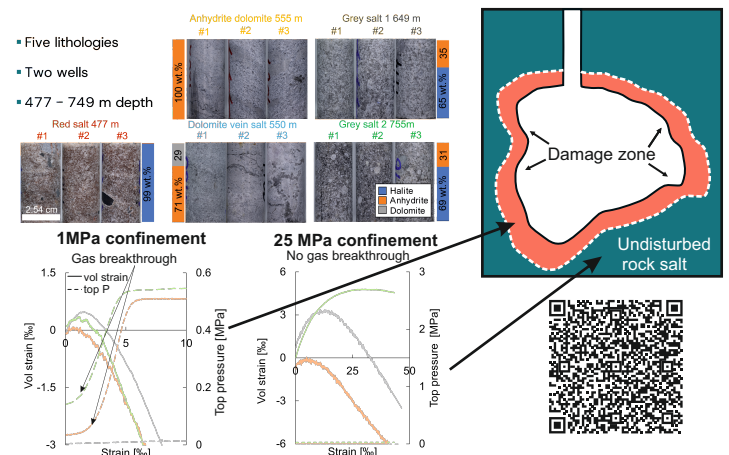 Five lithologies
Two wells
477 – 749 m depth
Anhydrite dolomite 555 m
#1 #2 #3
100 wt.%
Grey salt 1 649 m
#1 #2 #3
35
65 wt.%
Red salt 477 m
#1 #2 #3
2.54 cm
99 wt.%
Dolomite vein salt 550 m
#1 #2 #3
29
71 wt.%
Grey salt 2 755m
#1 #2 #3
31
69 wt.%
Halite
Anhydrite
Dolomite
Damage zone
Undisturbed
rock salt
1MPa confinement
Gas breakthrough
vol strain
top P
1.5
0
-1.5
-3
Vol strain [‰]
0 5 10
0.6
0.4
0.2
0
Top pressure [MPa]
Strain [‰]
25 MPa confinement
No gas breakthrough
6
3
0
-3
-6
Vol strain [‰]
0 25 50
3
2
1
0
Top pressure [MPa]
Strain [‰]